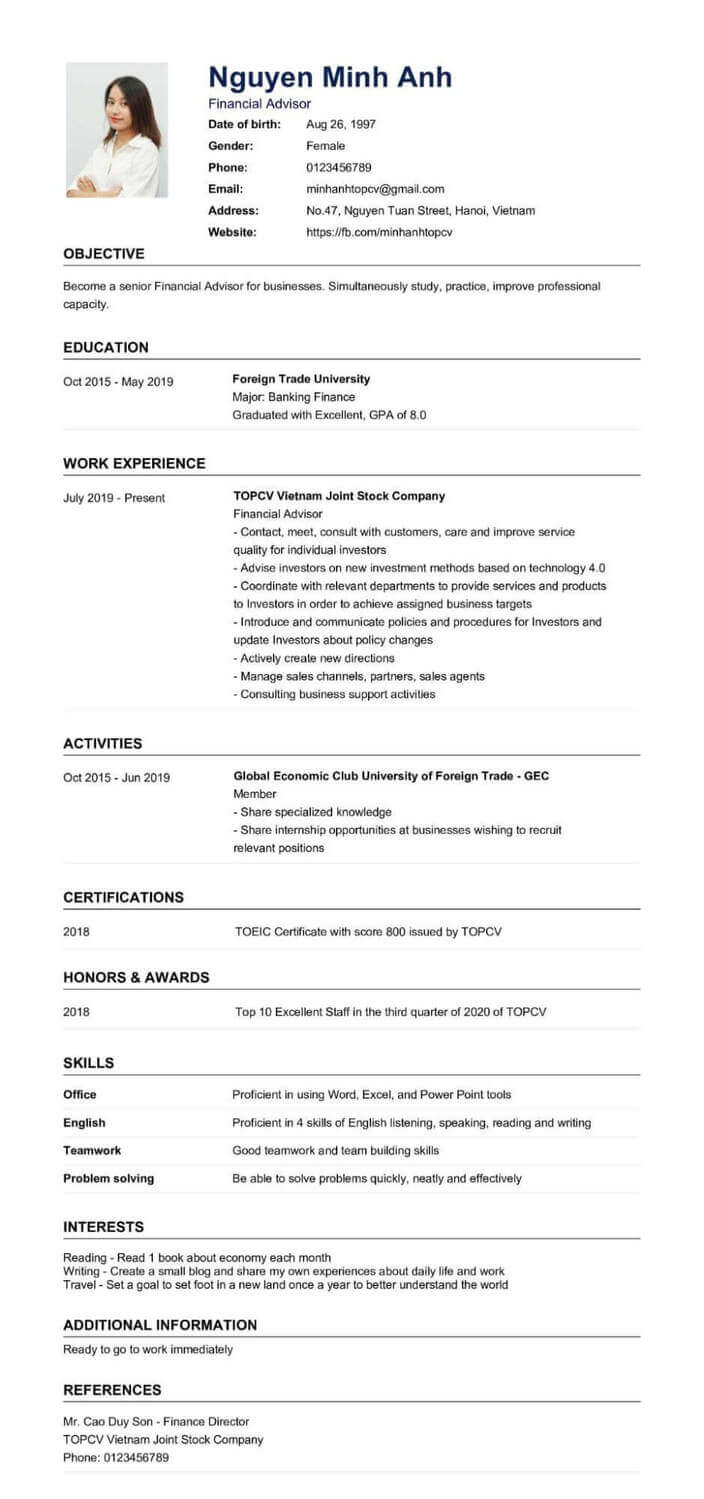 Nguyen Minh Anh
Financial Advisor
Date of birth: Aug 26, 1997
Gender: Female
Phone: 0123456789
Email: minhanhtopcv@gmail.com
Address: No.47, Nguyen Tuan Street, Hanoi, Vietnam
Website: https://fb.com/minhanhtopcv
OBJECTIVE
Become a senior Financial Advisor for businesses. Simultaneously study, practice, improve professional
capacity.
EDUCATION
Oct 2015 - May 2019 Foreign Trade University
Major: Banking Finance
Graduated with Excellent, GPA of 8.0
WORK EXPERIENCE
July 2019 - Present TOPCV Vietnam Joint Stock Company
Financial Advisor
- Contact, meet, consult with customers, care and improve service
quality for individual investors
- Advise investors on new investment methods based on technology 4.0
- Coordinate with relevant departments to provide services and products
to Investors in order to achieve assigned business targets
- Introduce and communicate policies and procedures for Investors and
update Investors about policy changes
- Actively create new directions
- Manage sales channels, partners, sales agents
- Consulting business support activities
ACTIVITIES
Oct 2015 - Jun 2019 Global Economic Club University of Foreign Trade - GEC
Member
- Share specialized knowledge
- Share internship opportunities at businesses wishing to recruit
relevant positions
CERTIFICATIONS
2018 TOEIC Certificate with score 800 issued by TOPCV
HONORS & AWARDS
2018 Top 10 Excellent Staff in the third quarter of 2020 of TOPCV
SKILLS
Office Proficient in using Word, Excel, and Power Point tools
English Proficient in 4 skills of English listening, speaking, reading and writing
Teamwork Good teamwork and team building skills
Problem solving Be able to solve problems quickly, neatly and effectively
INTERESTS
Reading - Read 1 book about economy each month
Writing - Create a small blog and share my own experiences about daily life and work
Travel - Set a goal to set foot in a new land once a year to better understand the world
ADDITIONAL INFORMATION
Ready to go to work immediately
REFERENCES
Mr. Cao Duy Son - Finance Director
TOPCV Vietnam Joint Stock Company
Phone: 0123456789